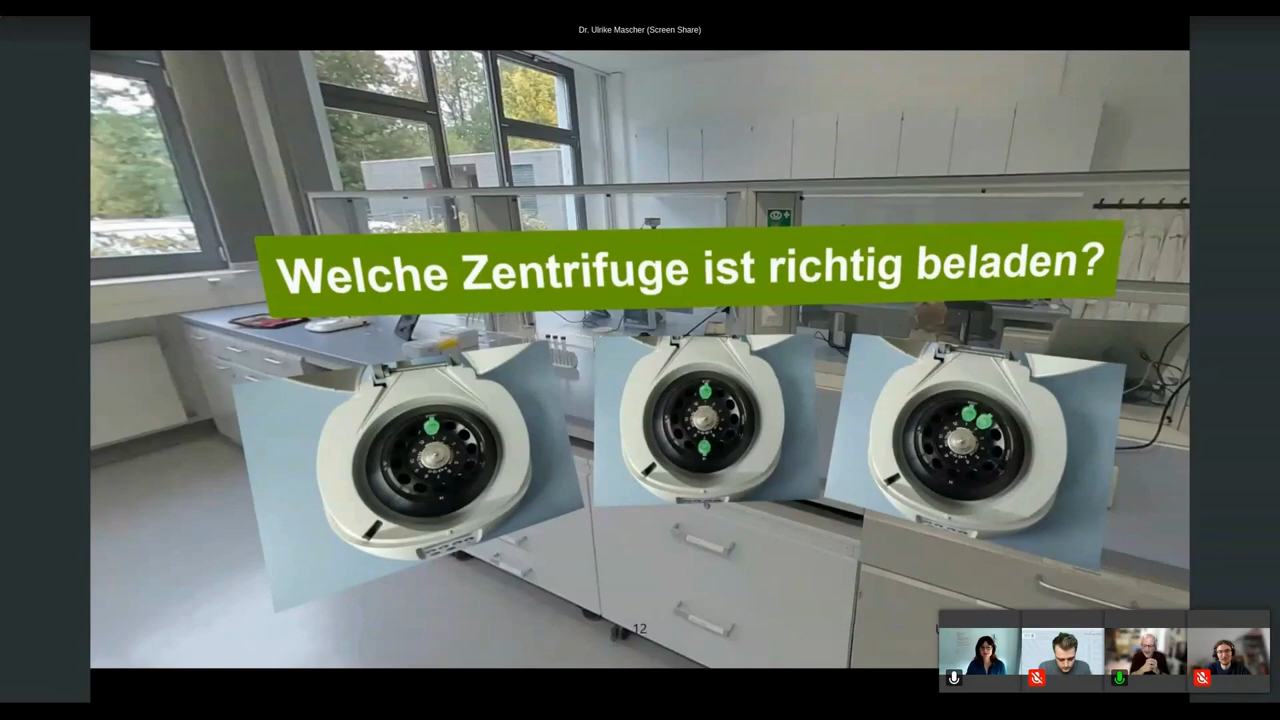 Dr. Ulrike Mascher (Screen Share)
Welche Zentrifuge ist richtig beladen?
12